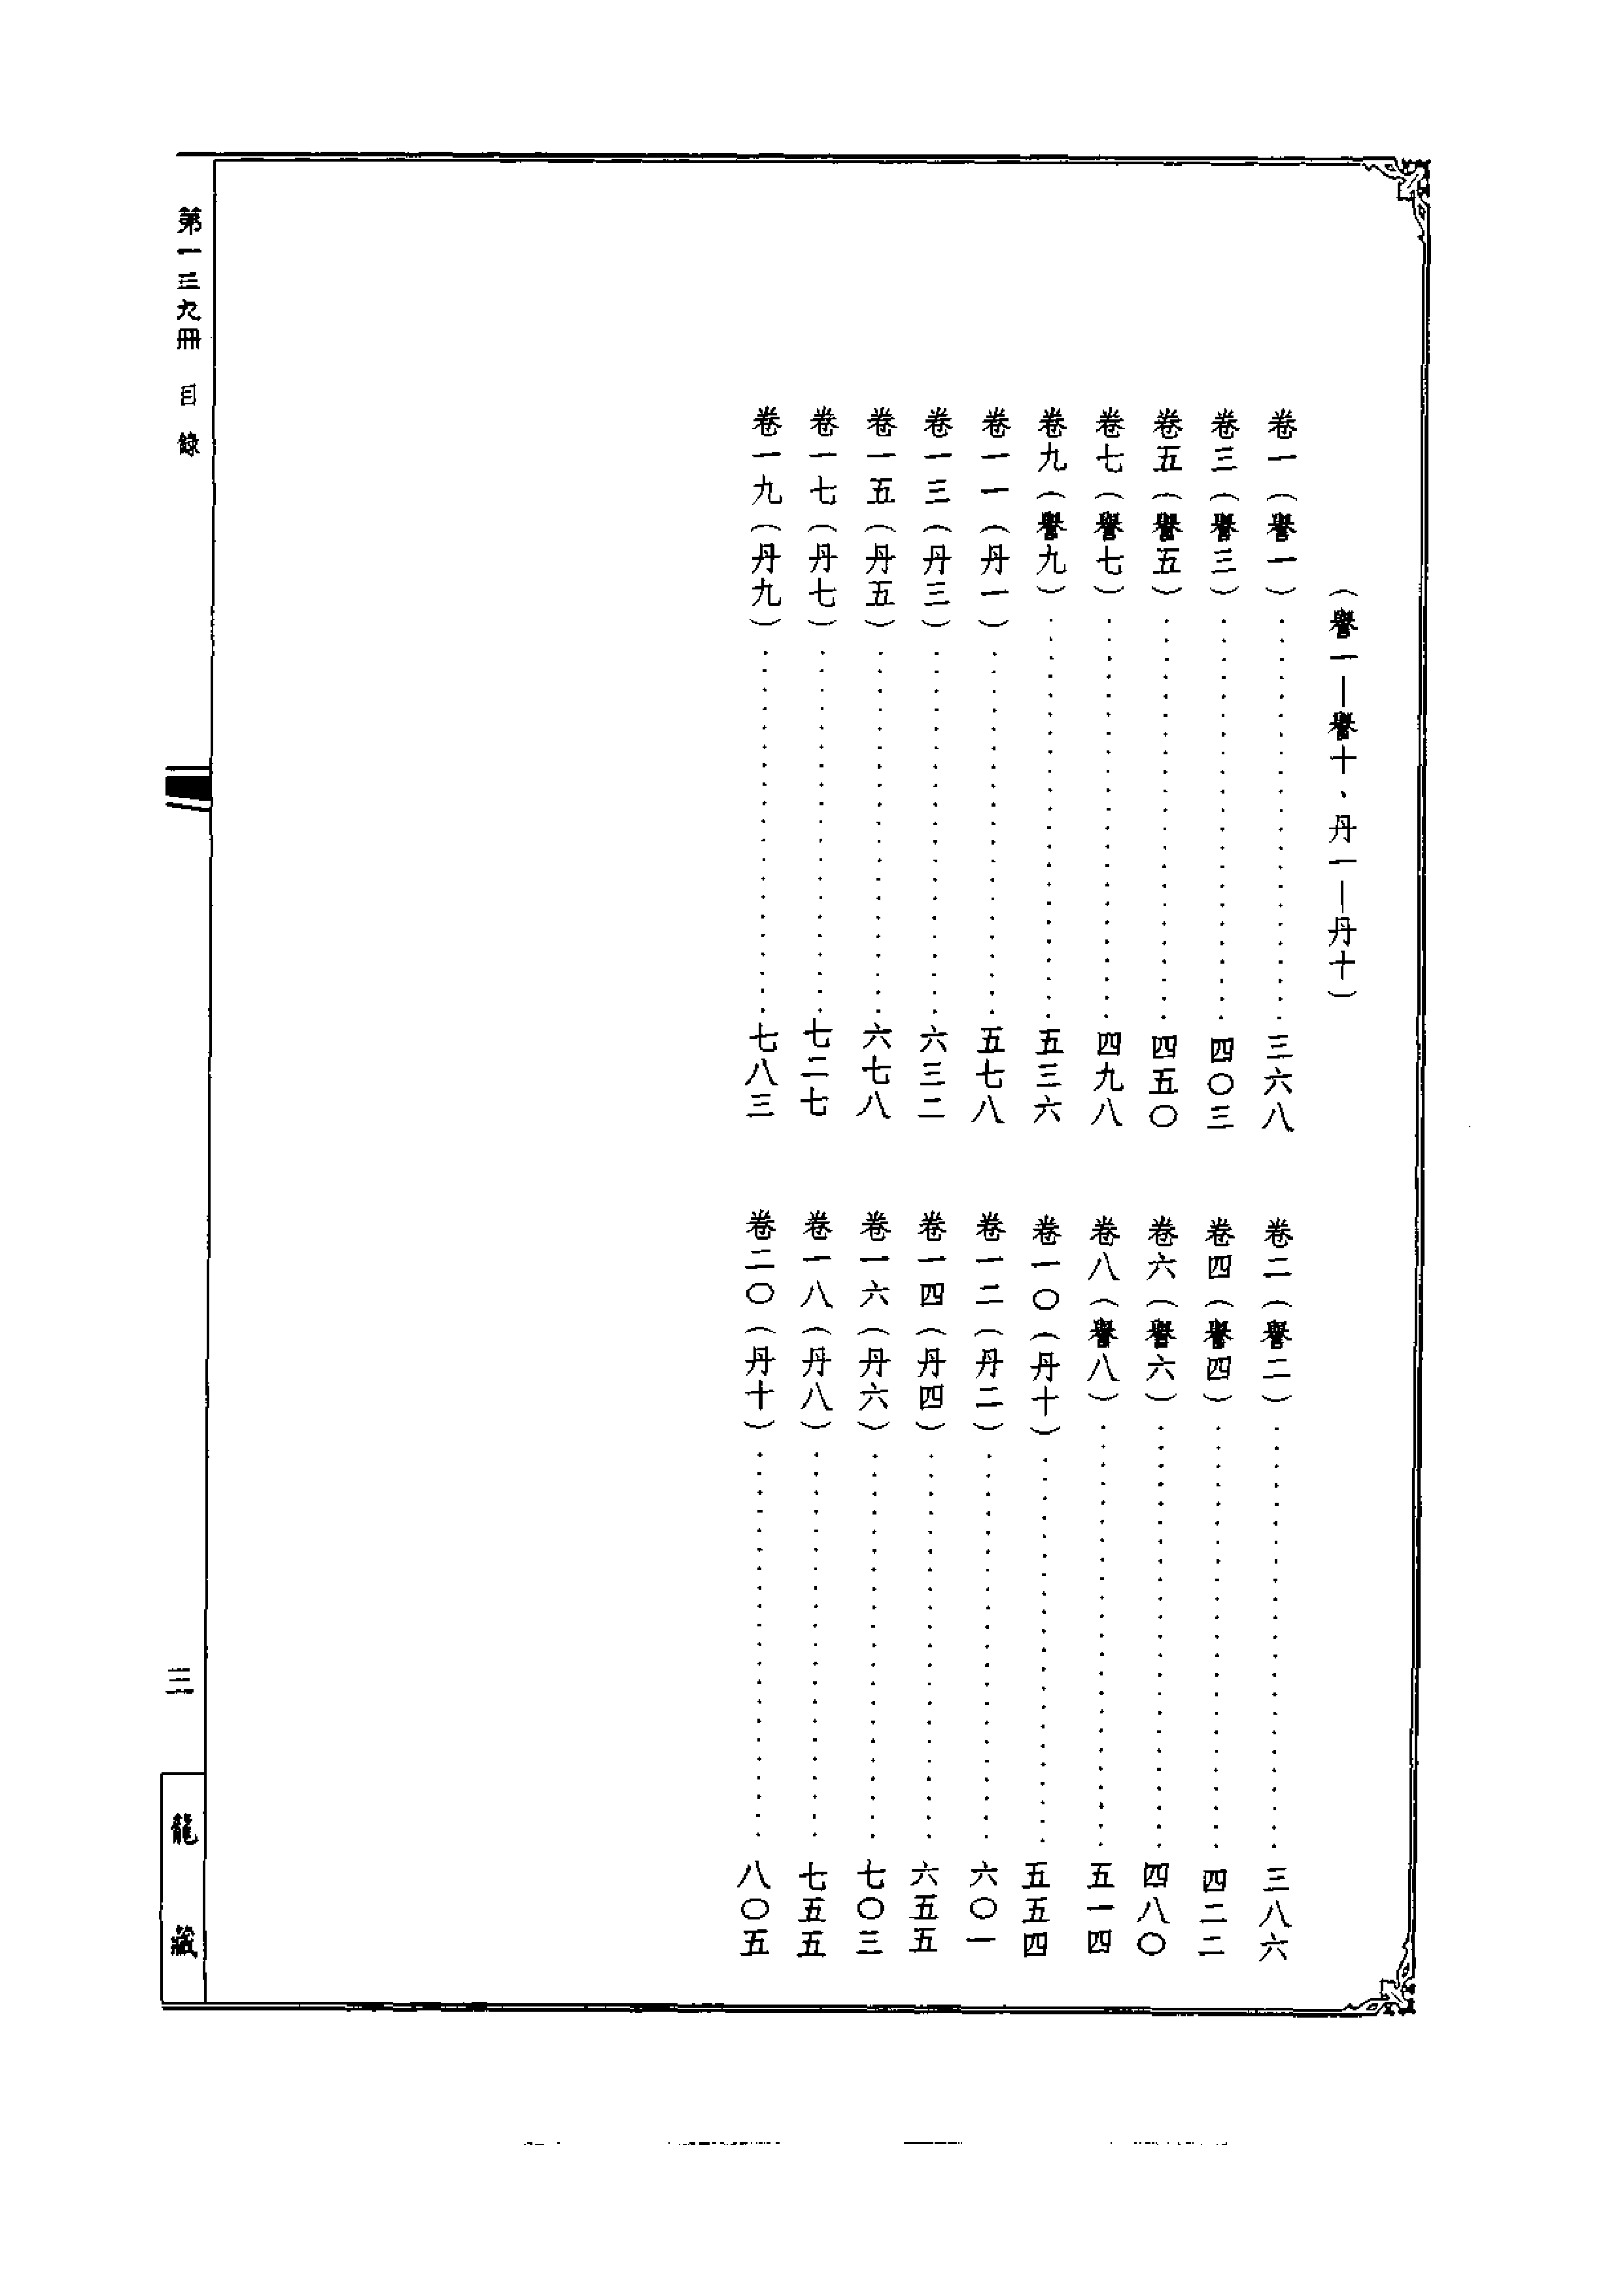 （譽一—譽十、丹一—丹十）
卷一（譽一）……………………三六八
卷二（譽二）……………………三八六
卷三（譽三）……………………四〇三
卷四（譽四）……………………四二二
卷五（譽五）……………………四五〇
卷六（譽六）……………………四八〇
卷七（譽七）……………………四九八
卷八（譽八）……………………五一四
卷九（譽九）……………………五三六
卷一〇（丹十）……………………五五四
卷一一（丹一）……………………五七八
卷一二（丹二）……………………六〇一
卷一三（丹三）……………………六三二
卷一四（丹四）……………………六五五
卷一五（丹五）……………………六七八
卷一六（丹六）……………………七〇三
卷一七（丹七）……………………七二七
卷一八（丹八）……………………七五五
卷一九（丹九）……………………七八三
卷二〇（丹十）……………………八〇五
第一三九冊 目錄
三
龍藏